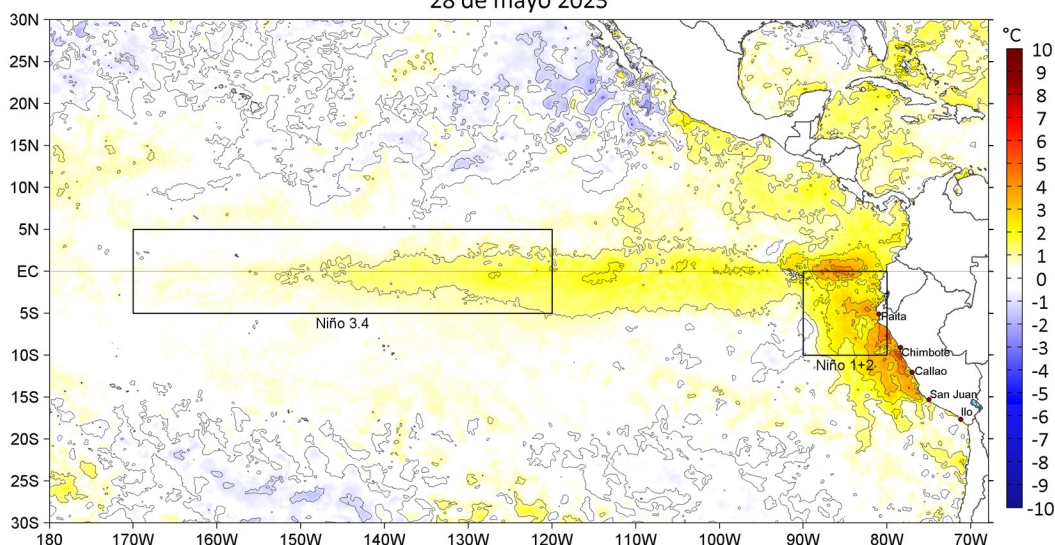 28 de mayo 2023
30N
25N
20N
15N
10N
5N
EC
5S
10S
15S
20S
25S
30S
Niño 3.4
Niño 1+2
Paita
Chimbote
Callao
San Juan
Ilo
180
170W
160W
150W
140W
130W
120W
110W
100W
90W
80W
70W
°C
10
9
8
7
6
5
4
3
2
1
0
-1
-2
-3
-4
-5
-6
-7
-8
-9
-10